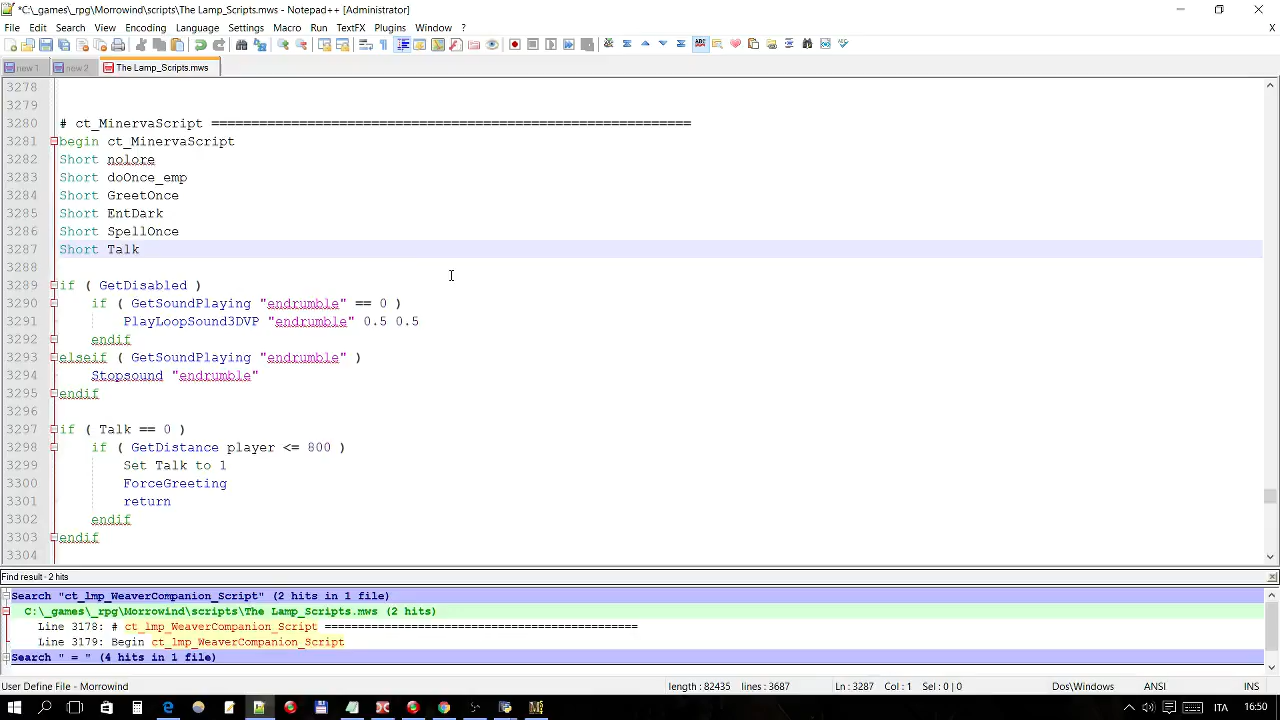 *C:\_games\_rpg\Morrowind\scripts\The Lamp_Scripts.mws - Notepad++ [Administrator]
File Edit Search View Encoding Language Settings Macro Run TextFX Plugins Window ? X
new 1 new 2 The Lamp_Scripts.mws
3278
3279
3280 # ct_MinervaScript ============================================================
3281 begin ct_MinervaScript
3282 Short nolore
3283 Short doOnce_emp
3284 Short GreetOnce
3285 Short EntDark
3286 Short SpellOnce
3287 Short Talk
3288
3289 if ( GetDisabled )
3290 if ( GetSoundPlaying "endrumble" == 0 )
3291 PlayLoopSound3DVP "endrumble" 0.5 0.5
3292 endif
3293 elseif ( GetSoundPlaying "endrumble" )
3294 Stopsound "endrumble"
3295 endif
3296
3297 if ( Talk == 0 )
3298 if ( GetDistance player <= 800 )
3299 Set Talk to 1
3300 ForceGreeting
3301 return
3302 endif
3303 endif
3304
Find result - 2 hits
Search "ct_lmp_WeaverCompanion_Script" (2 hits in 1 file)
C:\_games\_rpg\Morrowind\scripts\The Lamp_Scripts.mws (2 hits)
Line 3178: # ct_lmp_WeaverCompanion_Script ==============================================
Line 3179: Begin ct_lmp_WeaverCompanion_Script
Search " = " (4 hits in 1 file)
User Define File - Morrowind length : 82435 lines : 3687 Ln : 3287 Col : 1 Sel : 0 | 0 Dos\Windows ANSI INS
ITA 16:50